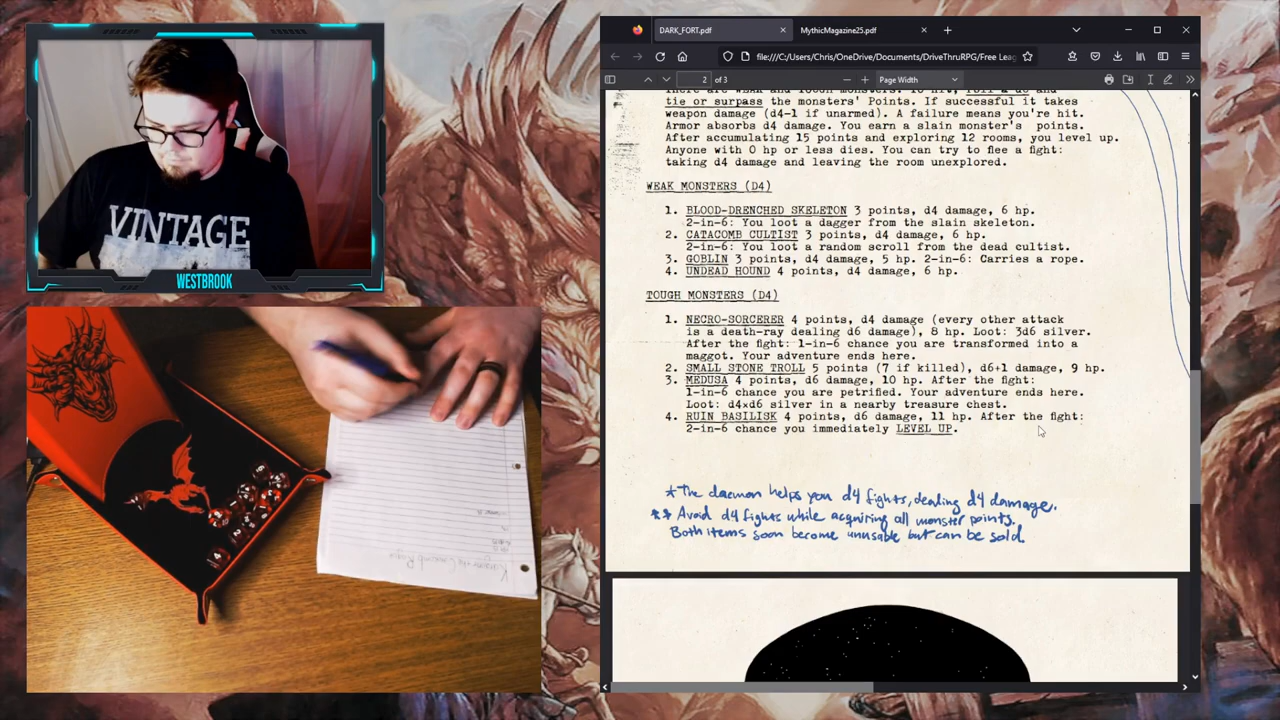 VINTAGE
WESTBROOK
DARK_FORT.pdf
MythicMagazine25.pdf
file:///C:/Users/Chris/OneDrive/Documents/DriveThruRPG/Free Leag
2 of 3
Page Width
tie or surpass the monsters' Points. If successful it takes
weapon damage (d4-1 if unarmed). A failure means you're hit.
Armor absorbs d4 damage. You earn a slain monster's points.
After accumulating 15 points and exploring 12 rooms, you level up.
Anyone with 0 hp or less dies. You can try to flee a fight:
taking d4 damage and leaving the room unexplored.
WEAK MONSTERS (D4)
1. BLOOD-DRENCHED SKELETON 3 points, d4 damage, 6 hp.
2-in-6: You loot a dagger from the slain skeleton.
2. CATACOMB CULTIST 3 points, d4 damage, 6 hp.
2-in-6: You loot a random scroll from the dead cultist.
3. GOBLIN 3 points, d4 damage, 5 hp. 2-in-6: Carries a rope.
4. UNDEAD HOUND 4 points, d4 damage, 6 hp.
TOUGH MONSTERS (D4)
1. NECRO-SORCERER 4 points, d4 damage (every other attack
is a death-ray dealing d6 damage), 8 hp. Loot: 3d6 silver.
After the fight: 1-in-6 chance you are transformed into a
maggot. Your adventure ends here.
2. SMALL STONE TROLL 5 points (7 if killed), d6+1 damage, 9 hp.
3. MEDUSA 4 points, d6 damage, 10 hp. After the fight:
1-in-6 chance you are petrified. Your adventure ends here.
Loot: d4×d6 silver in a nearby treasure chest.
4. RUIN BASILISK 4 points, d6 damage, 11 hp. After the fight:
2-in-6 chance you immediately LEVEL UP.
*The daemon helps you d4 fights, dealing d4 damage.
** Avoid d4 fights while acquiring all monster points.
Both items soon become unusable but can be sold